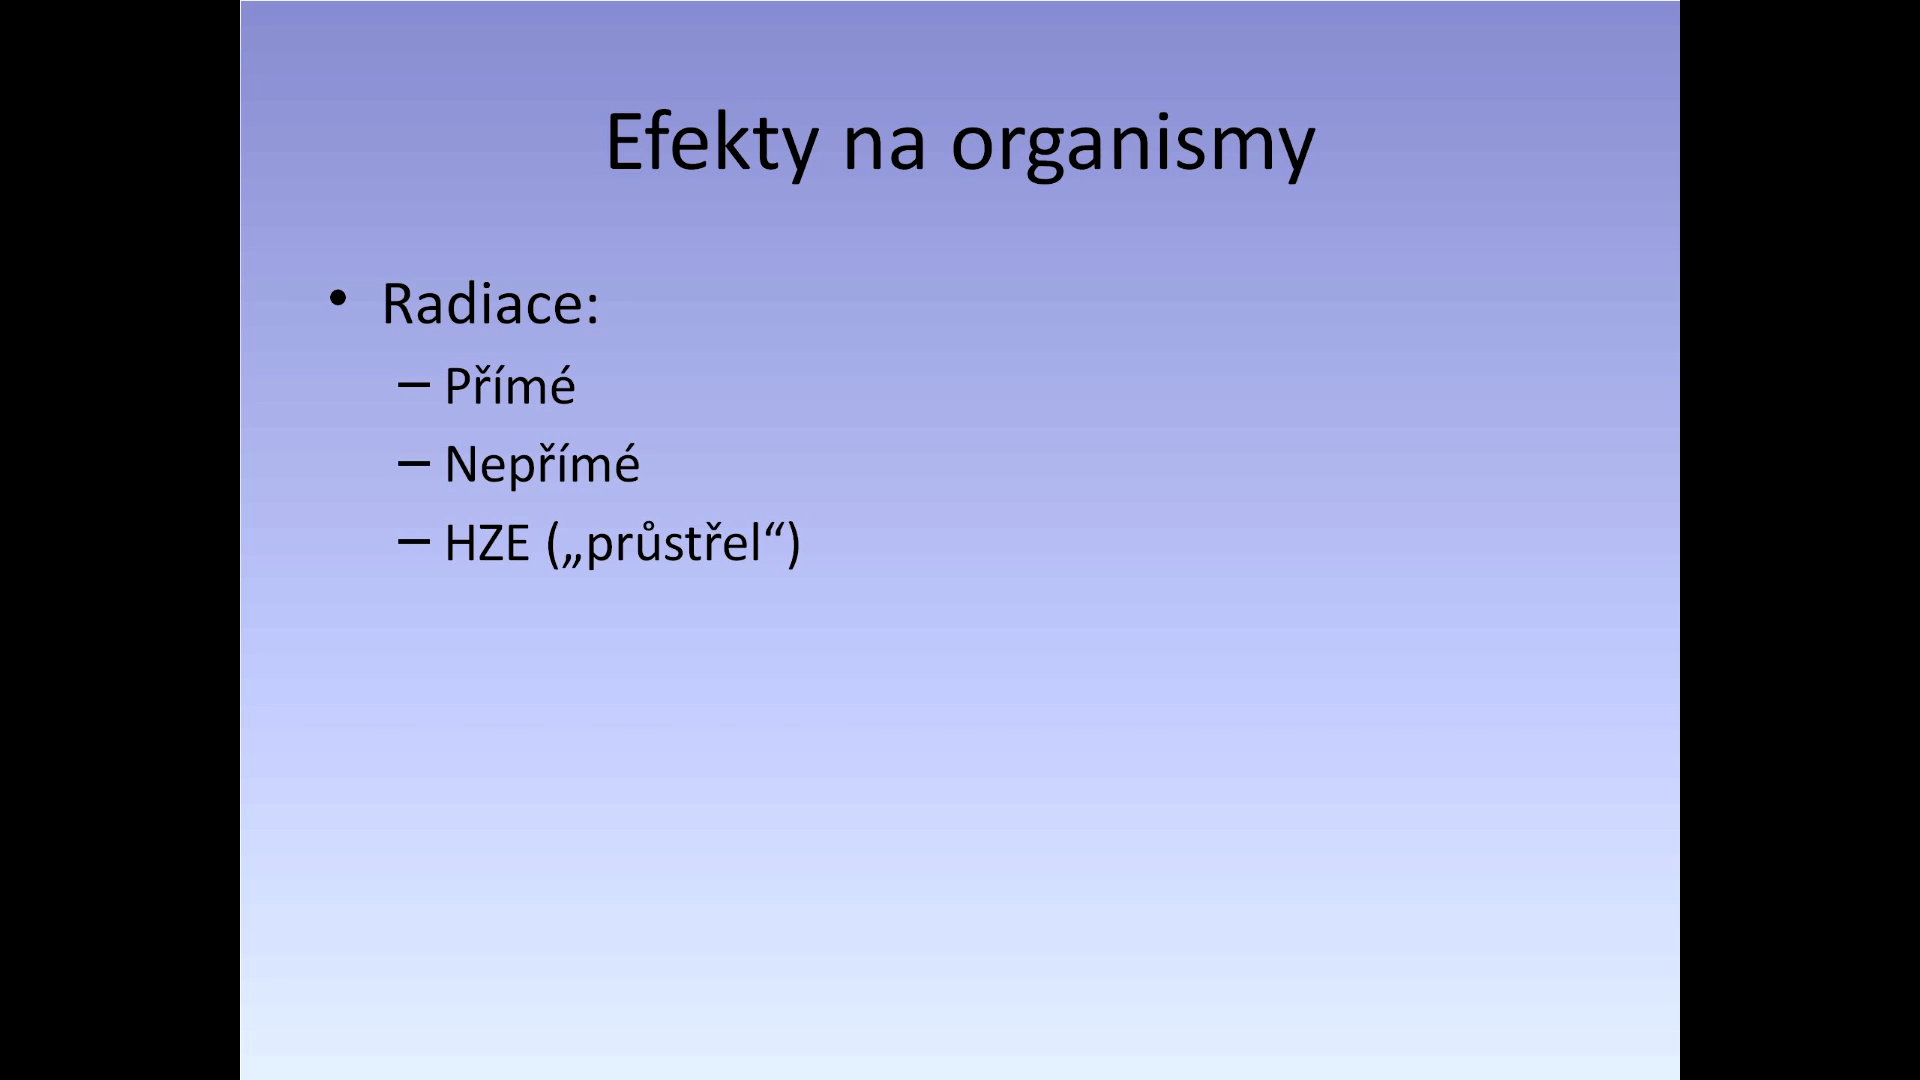 Efekty na organismy
• Radiace:
– Přímé
– Nepřímé
– HZE („průstřel“)